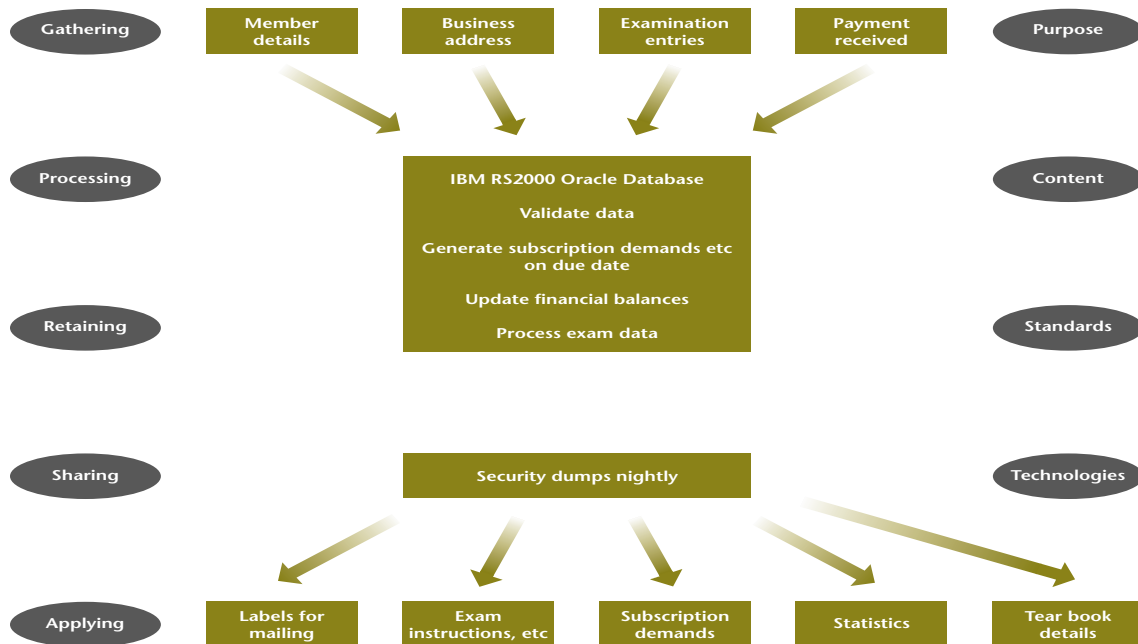 Gathering
Member
details
Business
address
Examination
entries
Payment
received
Purpose
Processing
IBM RS2000 Oracle Database
Validate data
Generate subscription demands etc
on due date
Update financial balances
Process exam data
Content
Retaining
Standards
Sharing
Security dumps nightly
Technologies
Applying
Labels for
mailing
Exam
instructions, etc
Subscription
demands
Statistics
Tear book
details